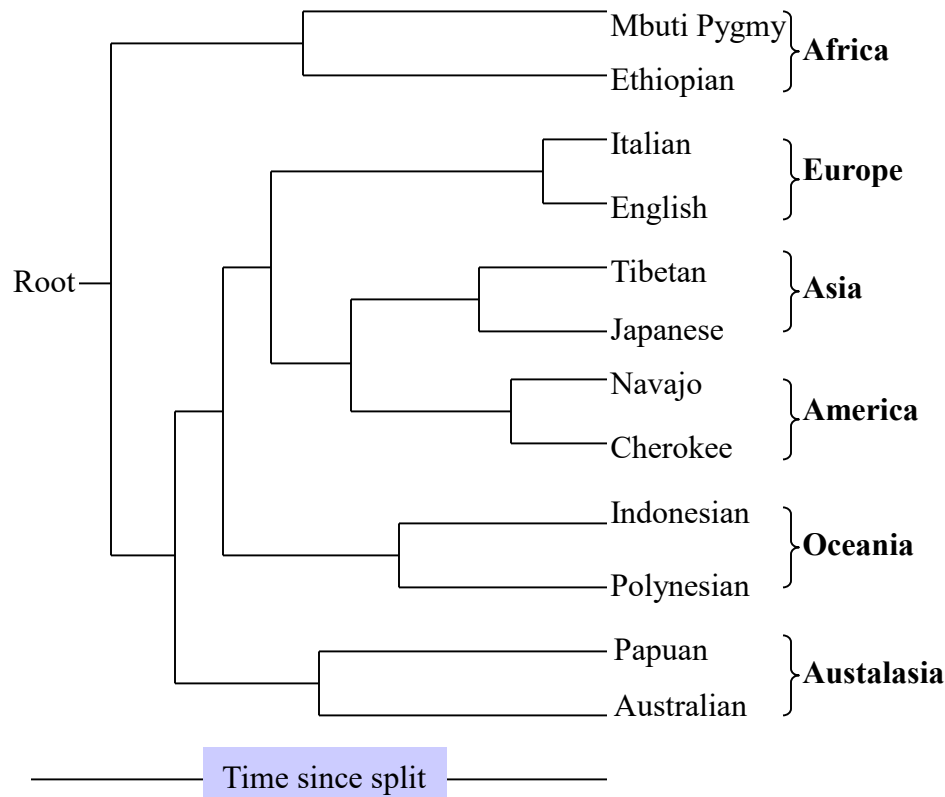 Mbuti Pygmy
Africa
Ethiopian
Italian
Europe
English
Root
Tibetan
Asia
Japanese
Navajo
America
Cherokee
Indonesian
Oceania
Polynesian
Papuan
Austalasia
Australian
Time since split